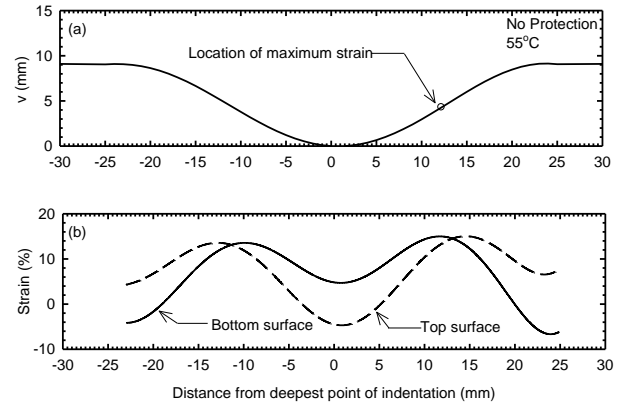 15
(a)
No Protection
55°C
Location of maximum strain
10
5
0
v (mm)
-30 -25 -20 -15 -10 -5 0 5 10 15 20 25 30
20
(b)
10
0
-10
Strain (%)
Bottom surface
Top surface
-30 -25 -20 -15 -10 -5 0 5 10 15 20 25 30
Distance from deepest point of indentation (mm)